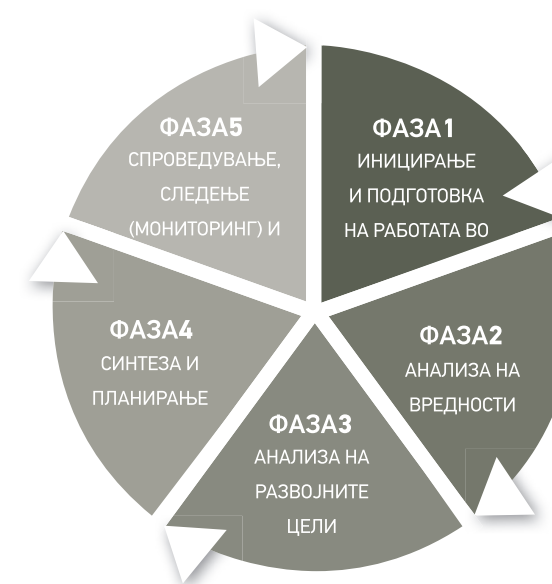 ФАЗА1
ИНИЦИРАЊЕ
И ПОДГОТОВКА
НА РАБОТАТА ВО
ФАЗА2
АНАЛИЗА НА
ВРЕДНОСТИ
ФАЗА3
АНАЛИЗА НА
РАЗВОЈНИТЕ
ЦЕЛИ
ФАЗА4
СИНТЕЗА И
ПЛАНИРАЊЕ
ФАЗА5
СПРОВЕДУВАЊЕ,
СЛЕДЕЊЕ
(МОНИТОРИНГ) И